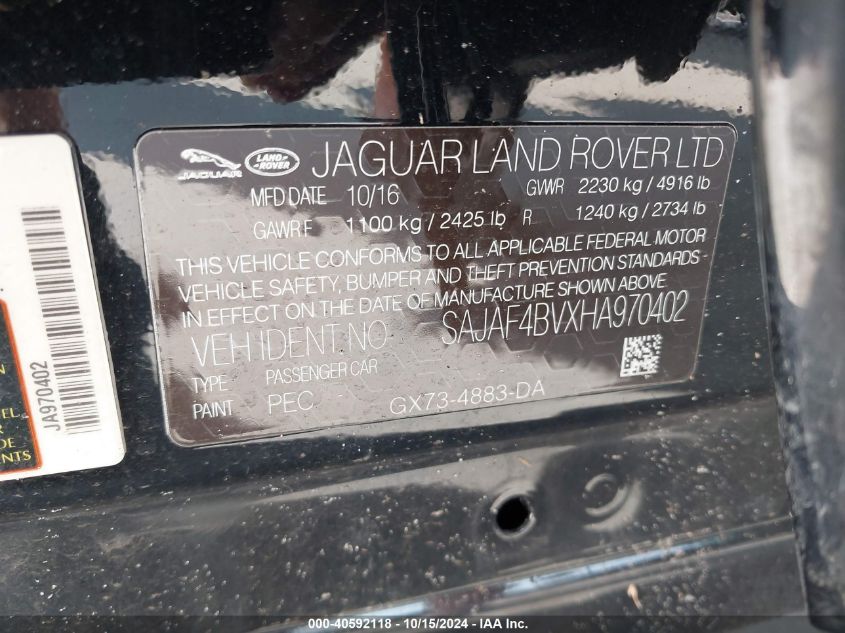 JAGUAR
LAND ROVER
JAGUAR LAND ROVER LTD
MFD DATE 10/16 GVWR 2230 kg / 4916 lb
GAWR F 1100 kg / 2425 lb R 1240 kg / 2734 lb
THIS VEHICLE CONFORMS TO ALL APPLICABLE FEDERAL MOTOR
VEHICLE SAFETY, BUMPER AND THEFT PREVENTION STANDARDS
IN EFFECT ON THE DATE OF MANUFACTURE SHOWN ABOVE
VEH IDENT NO SAJAF4BVXHA970402
TYPE PASSENGER CAR
PAINT PEC GX73-4883-DA
JA970402
000-40592118 - 10/15/2024 - IAA Inc.